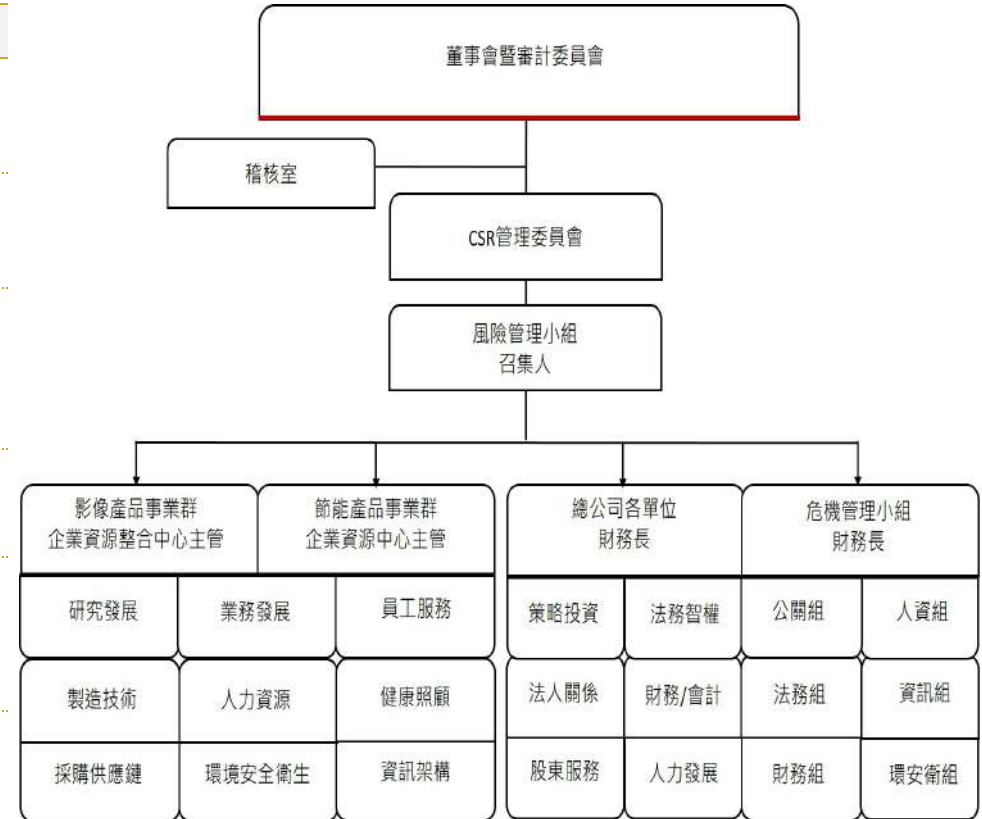 董事會暨審計委員會
稽核室
CSR管理委員會
風險管理小組
召集人
影像產品事業群
企業資源整合中心主管
節能產品事業群
企業資源中心主管
總公司各單位
財務長
危機管理小組
財務長
研究發展
業務發展
員工服務
策略投資
法務智權
公關組
人資組
製造技術
人力資源
健康照顧
法人關係
財務/會計
法務組
資訊組
採購供應鏈
環境安全衛生
資訊架構
股東服務
人力發展
財務組
環安衛組